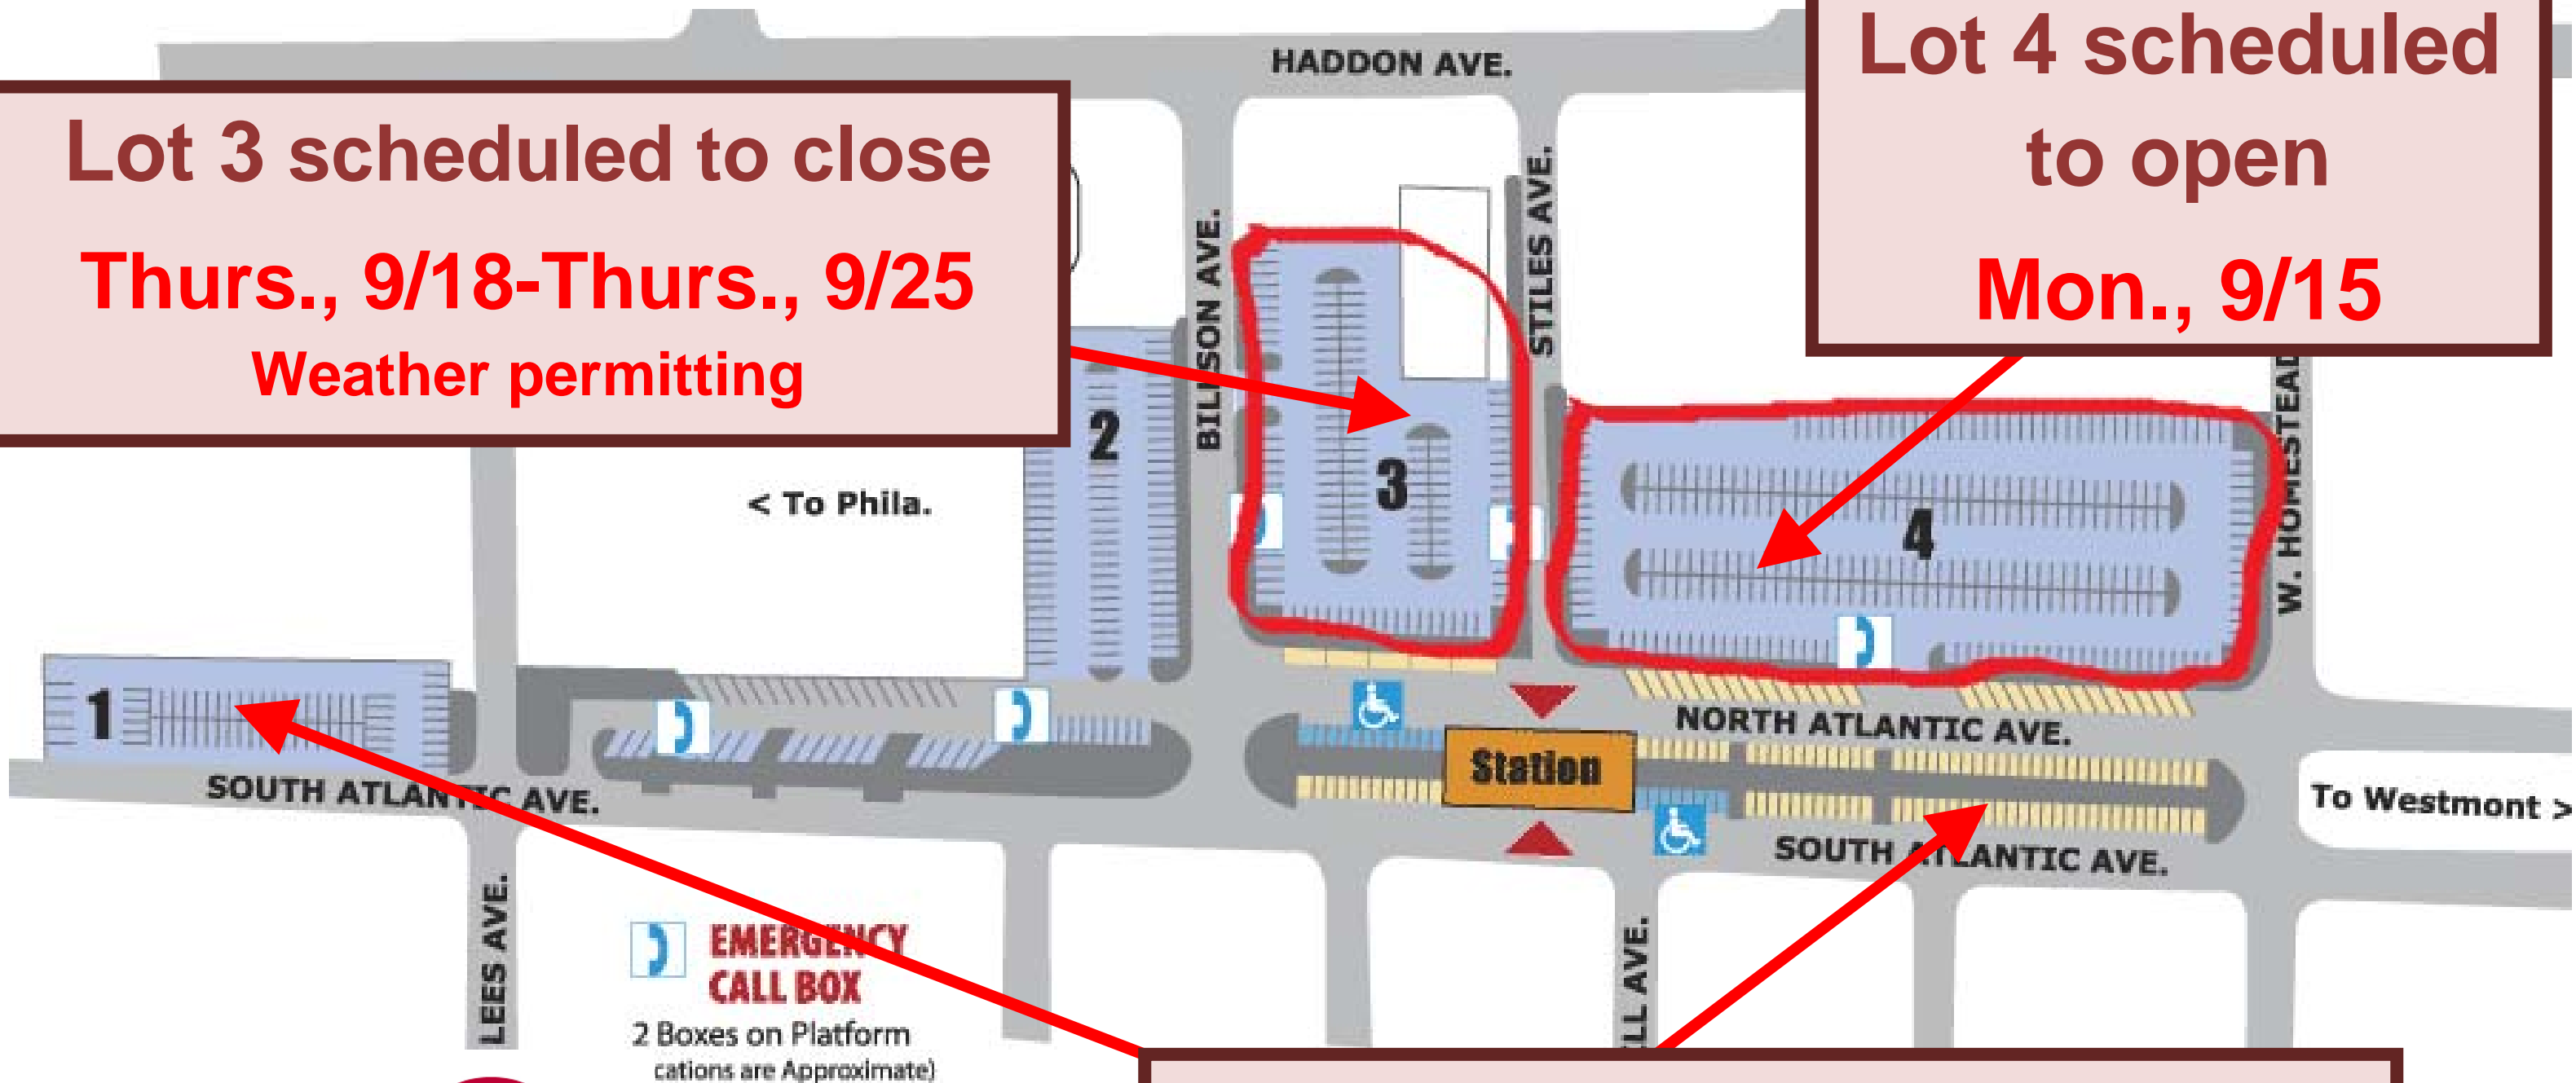 HADDON AVE.
Lot 4 scheduled
to open
Mon., 9/15
Lot 3 scheduled to close
Thurs., 9/18-Thurs., 9/25
Weather permitting
BILLSON AVE.
STILES AVE.
W. HOMESTEAD
2
3
4
< To Phila.
1
Station
NORTH ATLANTIC AVE.
SOUTH ATLANTIC AVE.
To Westmont >
SOUTH ATLANTIC AVE.
LEES AVE.
LL AVE.
EMERGENCY
CALL BOX
2 Boxes on Platform
cations are Approximate)